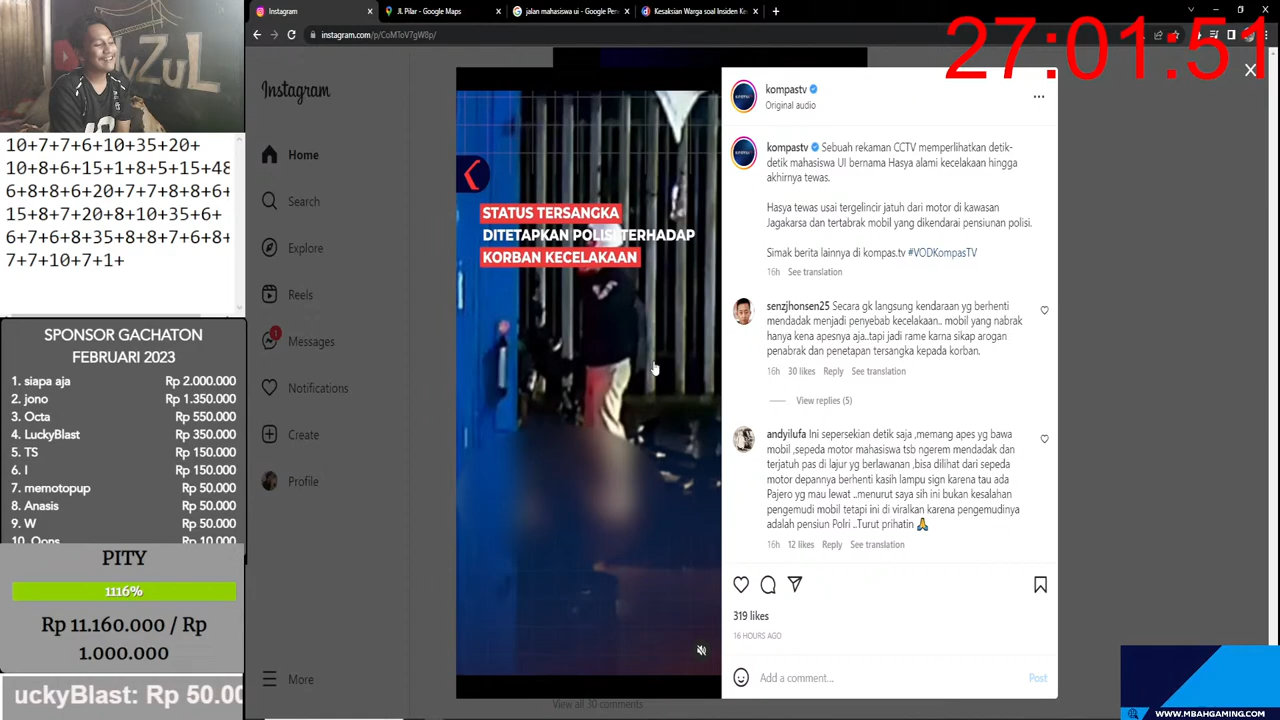 Instagram
JL Pilar - Google Maps
jalan mahasiswa ui - Google Pen
Kesaksian Warga soal Insiden Ke
instagram.com/p/CoMToV7gW8p/
27:01:51
10+7+7+6+10+35+20+
10+8+6+15+1+8+5+15+48
6+8+8+6+20+7+7+8+8+6+
15+8+7+20+8+10+35+6+
6+7+6+8+35+8+7+6+8+
7+7+10+7+1+
SPONSOR GACHATON
FEBRUARI 2023
1. siapa aja Rp 2.000.000
2. jono Rp 1.350.000
3. Octa Rp 550.000
4. LuckyBlast Rp 350.000
5. TS Rp 150.000
6. I Rp 150.000
7. memotopup Rp 50.000
8. Anasis Rp 50.000
9. W Rp 50.000
10. Oops Rp 10.000
PITY
1116%
Rp 11.160.000 / Rp
1.000.000
uckyBlast: Rp 50.00
Instagram
Home
Search
Explore
Reels
1
Messages
Notifications
Create
Profile
More
STATUS TERSANGKA
DITETAPKAN POLISI TERHADAP
KORBAN KECELAKAAN
kompastv
Original audio
kompastv Sebuah rekaman CCTV memperlihatkan detik-
detik mahasiswa UI bernama Hasya alami kecelakaan hingga
akhirnya tewas.
Hasya tewas usai tergelincir jatuh dari motor di kawasan
Jagakarsa dan tertabrak mobil yang dikendarai pensiunan polisi.
Simak berita lainnya di kompas.tv #VODKompasTV
16h See translation
senzjhonsen25 Secara gk langsung kendaraan yg berhenti
mendadak menjadi penyebab kecelakaan.. mobil yang nabrak
hanya kena apesnya aja..tapi jadi rame karna sikap arogan
penabrak dan penetapan tersangka kepada korban.
16h 30 likes Reply See translation
View replies (5)
andyilufa Ini sepersekian detik saja ,memang apes yg bawa
mobil ,sepeda motor mahasiswa tsb ngerem mendadak dan
terjatuh pas di lajur yg berlawanan ,bisa dilihat dari sepeda
motor depannya berhenti kasih lampu sign karena tau ada
Pajero yg mau lewat ..menurut saya sih ini bukan kesalahan
pengemudi mobil tetapi ini di viralkan karena pengemudinya
adalah pensiun Polri ..Turut prihatin 🙏
16h 12 likes Reply See translation
319 likes
16 HOURS AGO
Add a comment...
Post
View all 30 comments
WWW.MBAHGAMING.COM